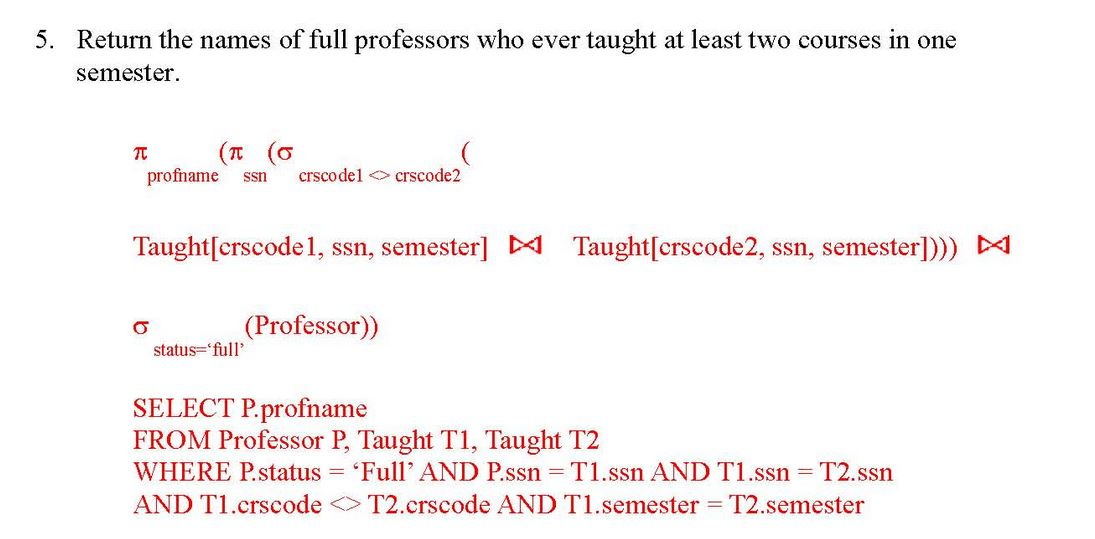 5. Return the names of full professors who ever taught at least two courses in one
semester.
π profname (π ssn (σ crscode1 <> crscode2 (
Taught[crscode1, ssn, semester] ⋈ Taught[crscode2, ssn, semester]))) ⋈
σ status=‘full’ (Professor))
SELECT P.profname
FROM Professor P, Taught T1, Taught T2
WHERE P.status = ‘Full’ AND P.ssn = T1.ssn AND T1.ssn = T2.ssn
AND T1.crscode <> T2.crscode AND T1.semester = T2.semester